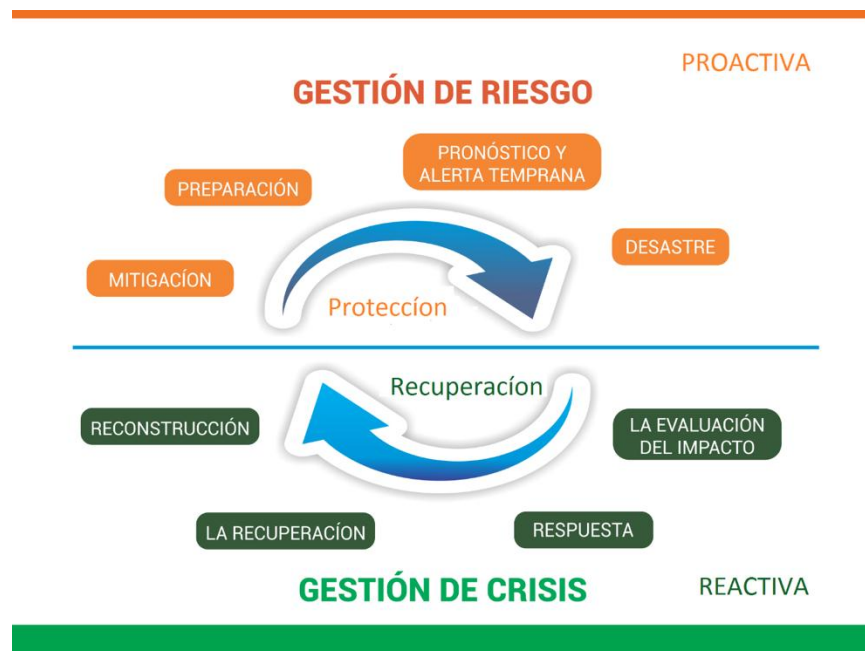 PROACTIVA
GESTIÓN DE RIESGO
PRONÓSTICO Y
ALERTA TEMPRANA
PREPARACIÓN
DESASTRE
MITIGACÍON
Proteccíon
Recuperacíon
RECONSTRUCCIÓN
LA EVALUACIÓN
DEL IMPACTO
LA RECUPERACÍON
RESPUESTA
GESTIÓN DE CRISIS
REACTIVA